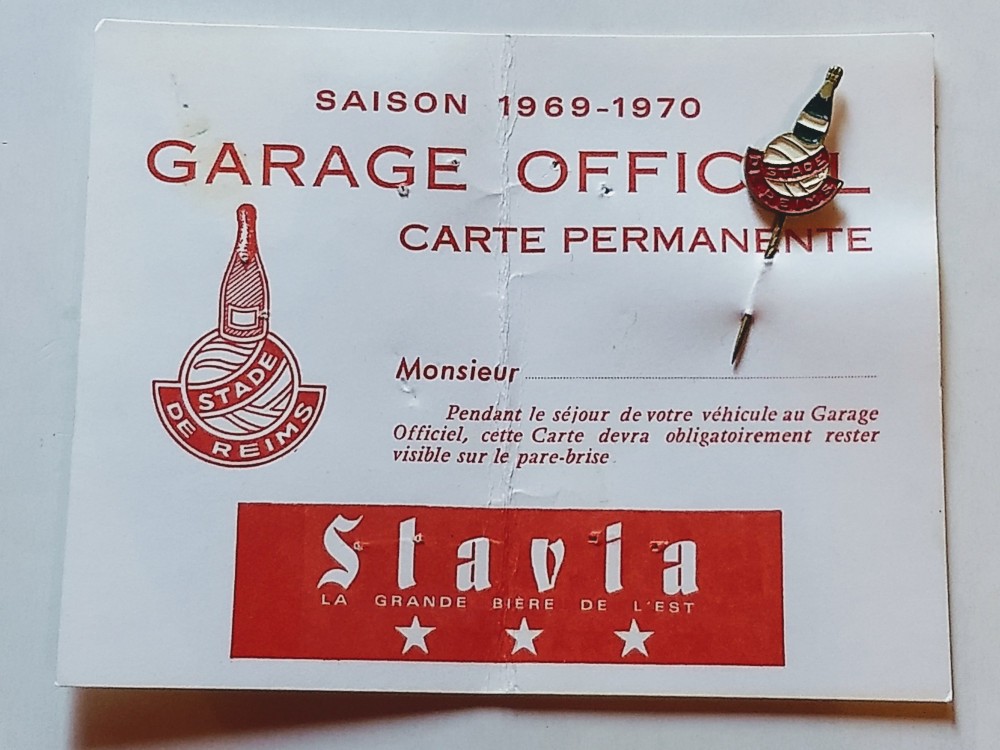 SAISON 1969-1970
GARAGE OFFICIEL
CARTE PERMANENTE
STADE
DE REIMS
STADE
DE REIMS
Monsieur
Pendant le séjour de votre véhicule au Garage
Officiel, cette Carte devra obligatoirement rester
visible sur le pare-brise
Stavia
LA GRANDE BIÈRE DE L'EST